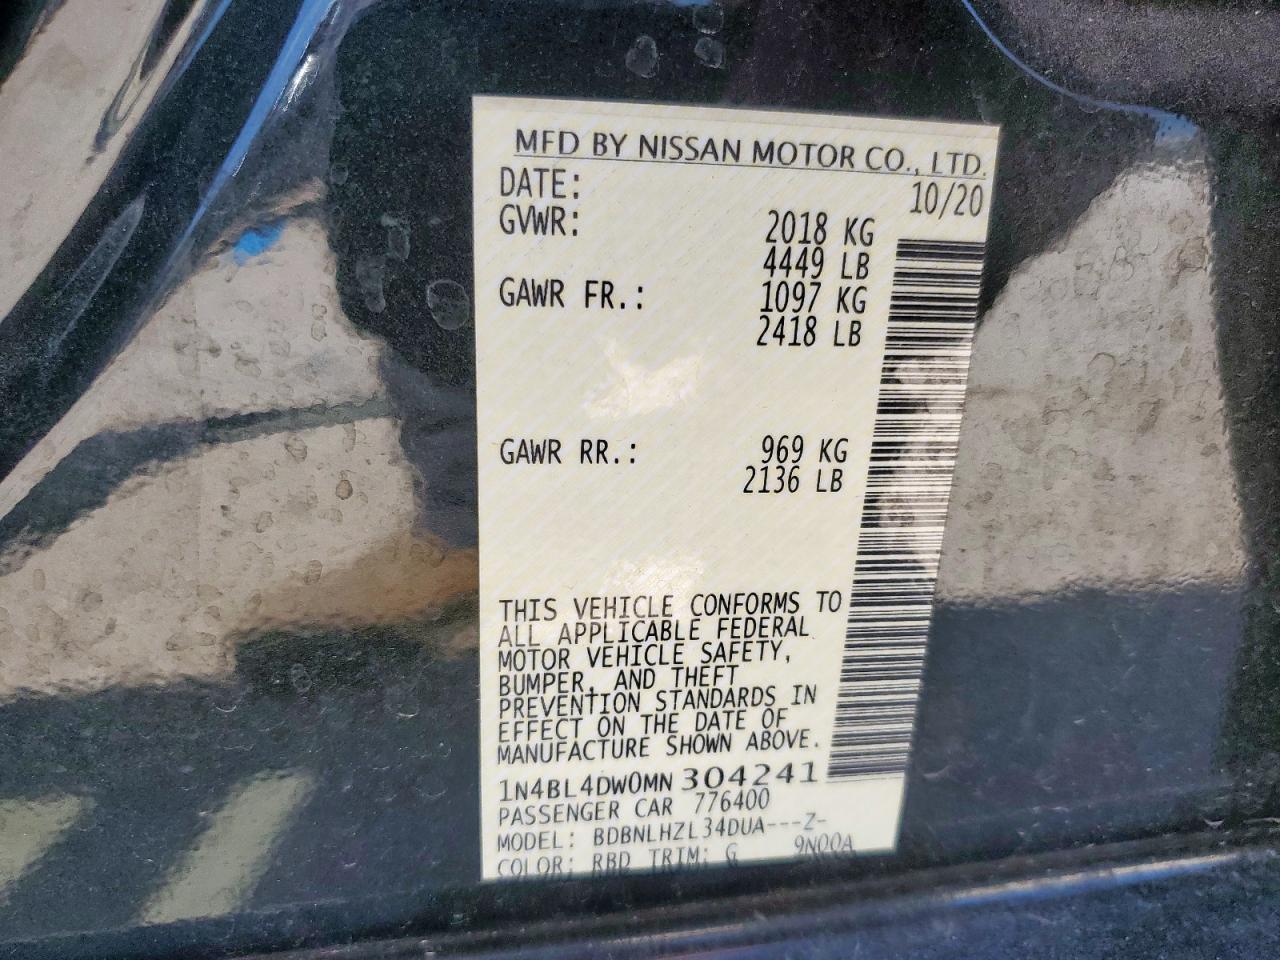 MFD BY NISSAN MOTOR CO., LTD.
DATE: 10/20
GVWR: 2018 KG
4449 LB
GAWR FR.: 1097 KG
2418 LB
GAWR RR.: 969 KG
2136 LB
THIS VEHICLE CONFORMS TO
ALL APPLICABLE FEDERAL
MOTOR VEHICLE SAFETY,
BUMPER, AND THEFT
PREVENTION STANDARDS IN
EFFECT ON THE DATE OF
MANUFACTURE SHOWN ABOVE.
1N4BL4DW0MN304241
PASSENGER CAR 776400
MODEL: BDBNLHZL34DUA---Z-
COLOR: RBD TRIM: G 9N00A